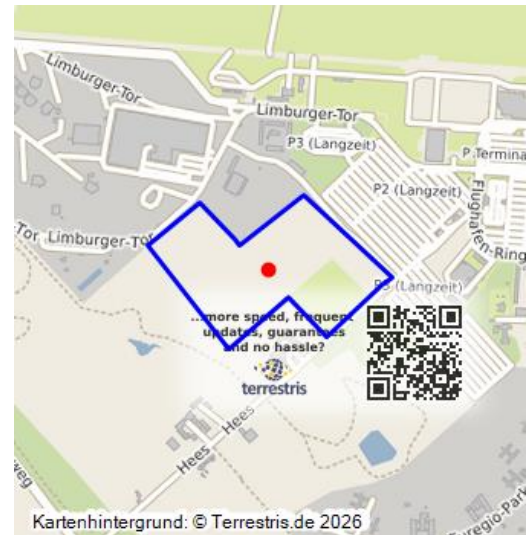 Limburger-Tor
Limburger-Tor
P3 (Langzeit)
P.Termina
P2 (Langzeit)
Flughafen-Ring
Tor
Limburger-Tor
(Langzeit)
...more speed, frequent
updates, guarantees
and no hassle?
terrestris
Hees
Hees
weg
Euregio-Park
Kartenhintergrund: © Terrestris.de 2026